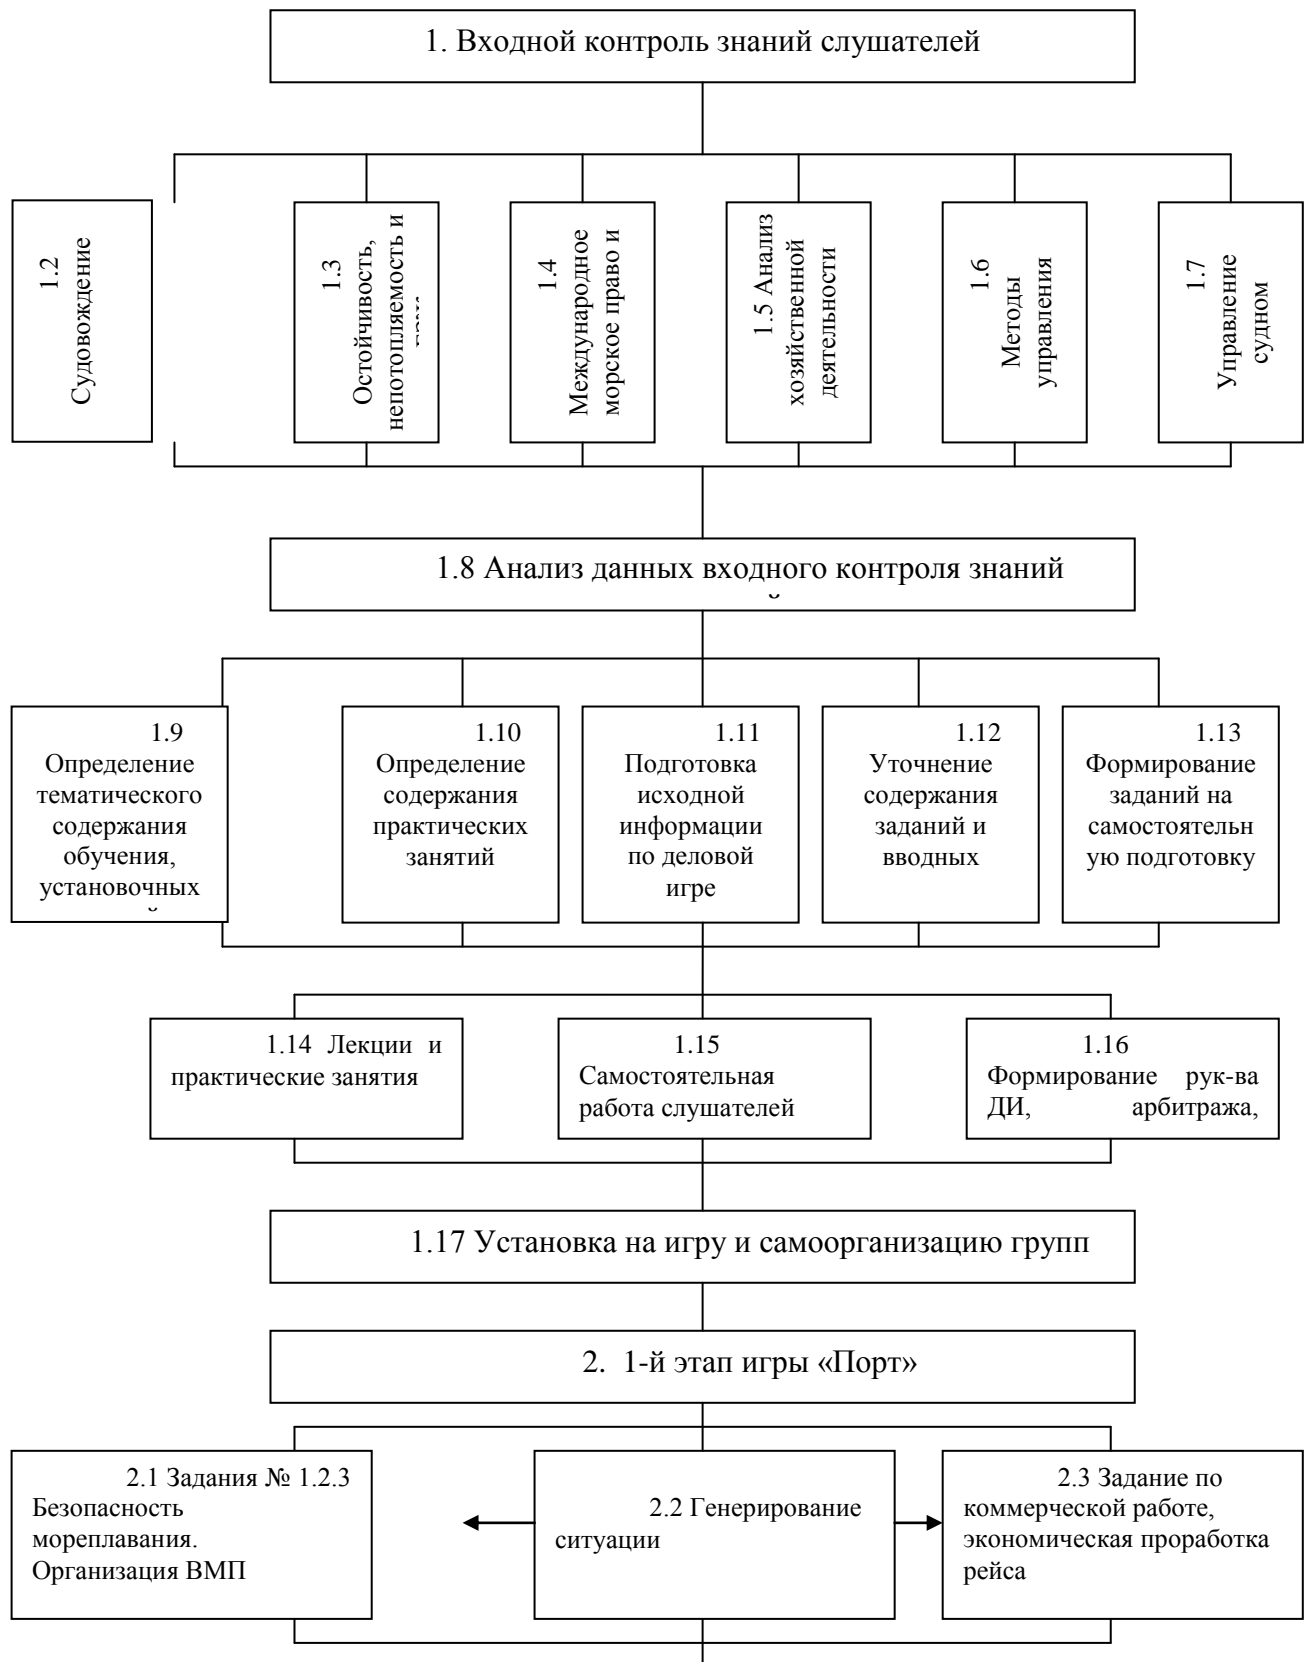 1. Входной контроль знаний слушателей
1.2
Судовождение
1.3
Остойчивость,
непотопляемость и
1.4
Международное
морское право и
1.5 Анализ
хозяйственной
деятельности
1.6
Методы
управления
1.7
Управление
судном
1.8 Анализ данных входного контроля знаний
1.9
Определение
тематического
содержания
обучения,
установочных
1.10
Определение
содержания
практических
занятий
1.11
Подготовка
исходной
информации
по деловой
игре
1.12
Уточнение
содержания
заданий и
вводных
1.13
Формирование
заданий на
самостоятельн
ую подготовку
1.14 Лекции и
практические занятия
1.15
Самостоятельная
работа слушателей
1.16
Формирование рук-ва
ДИ, арбитража,
1.17 Установка на игру и самоорганизацию групп
2. 1-й этап игры «Порт»
2.1 Задания № 1.2.3
Безопасность
мореплавания.
Организация ВМП
2.2 Генерирование
ситуации
2.3 Задание по
коммерческой работе,
экономическая проработка
рейса